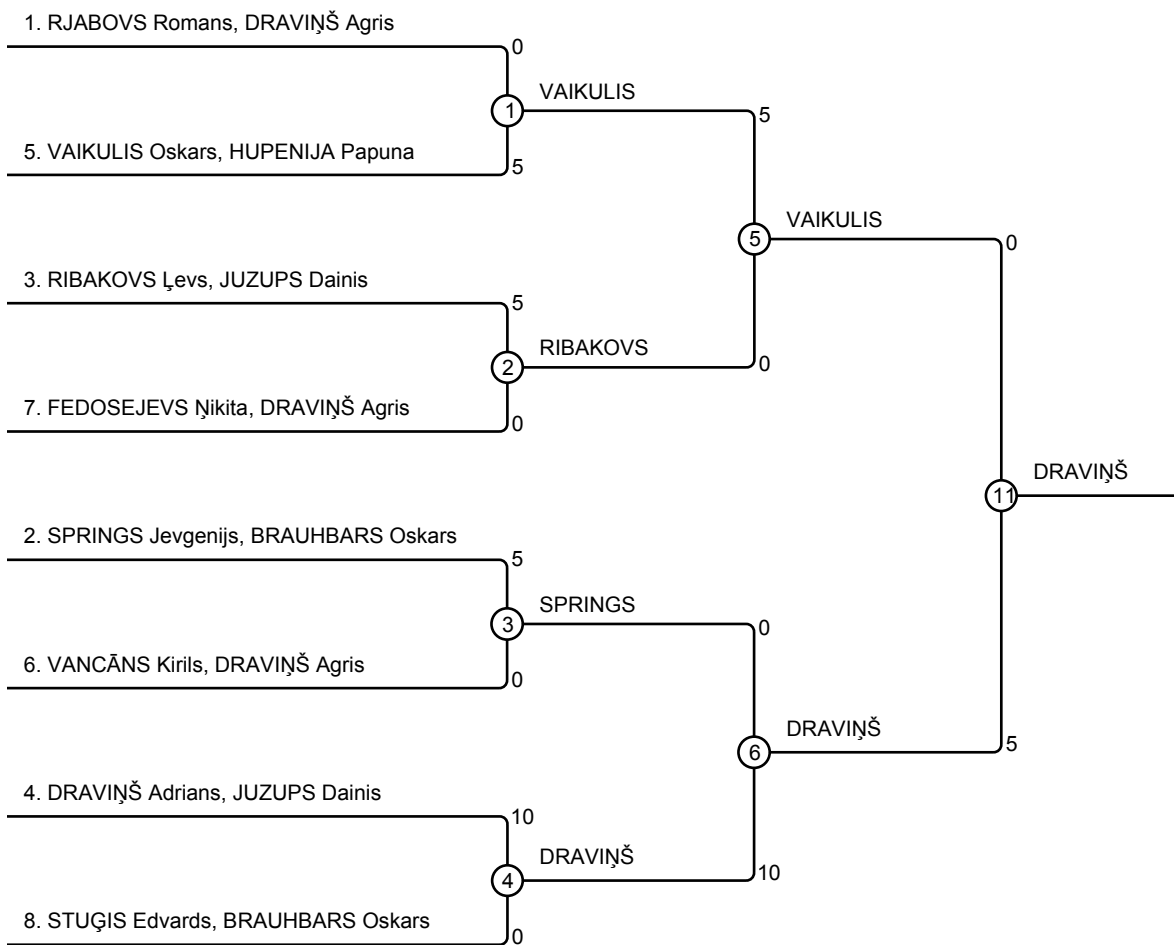 1. RJABOVS Romans, DRAVIŅŠ Agris
0
1
VAIKULIS
5
5. VAIKULIS Oskars, HUPENIJA Papuna
5
5
VAIKULIS
0
3. RIBAKOVS Ļevs, JUZUPS Dainis
5
2
RIBAKOVS
0
7. FEDOSEJEVS Ņikita, DRAVIŅŠ Agris
0
11
DRAVIŅŠ
2. SPRINGS Jevgenijs, BRAUHBARS Oskars
5
3
SPRINGS
0
6. VANCĀNS Kirils, DRAVIŅŠ Agris
0
6
DRAVIŅŠ
5
4. DRAVIŅŠ Adrians, JUZUPS Dainis
10
4
DRAVIŅŠ
10
8. STUĢIS Edvards, BRAUHBARS Oskars
0